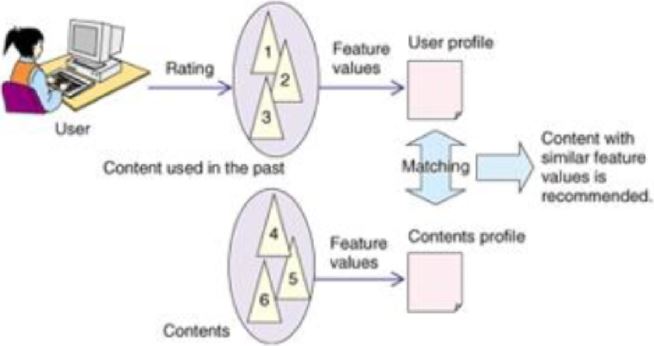 User
Rating
1
2
3
Content used in the past
Feature
values
User profile
Matching
Content with
similar feature
values is
recommended.
4
5
6
Contents
Feature
values
Contents profile